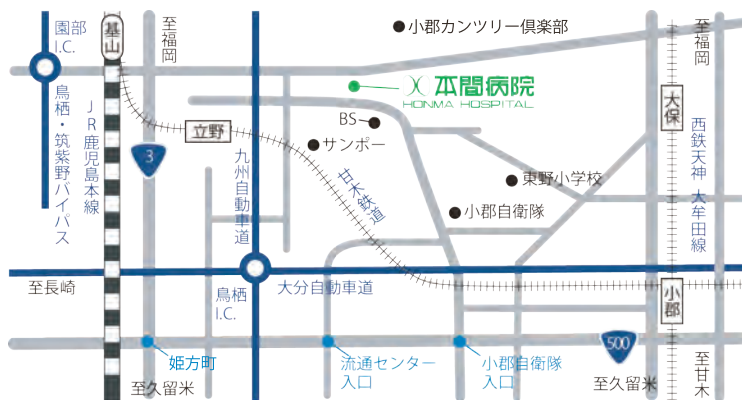 園部
I.C.
基山
至福岡
小郡カンツリー倶楽部
至福岡
本間病院
HONMA HOSPITAL
大保
鳥栖・筑紫野バイパス
JR鹿児島本線
BS
立野
サンポー
3
九州自動車道
甘木鉄道
東野小学校
小郡自衛隊
西鉄天神 大牟田線
至長崎
鳥栖
I.C.
大分自動車道
小郡
姫方町
流通センター
入口
小郡自衛隊
入口
500
至久留米
至久留米
至甘木